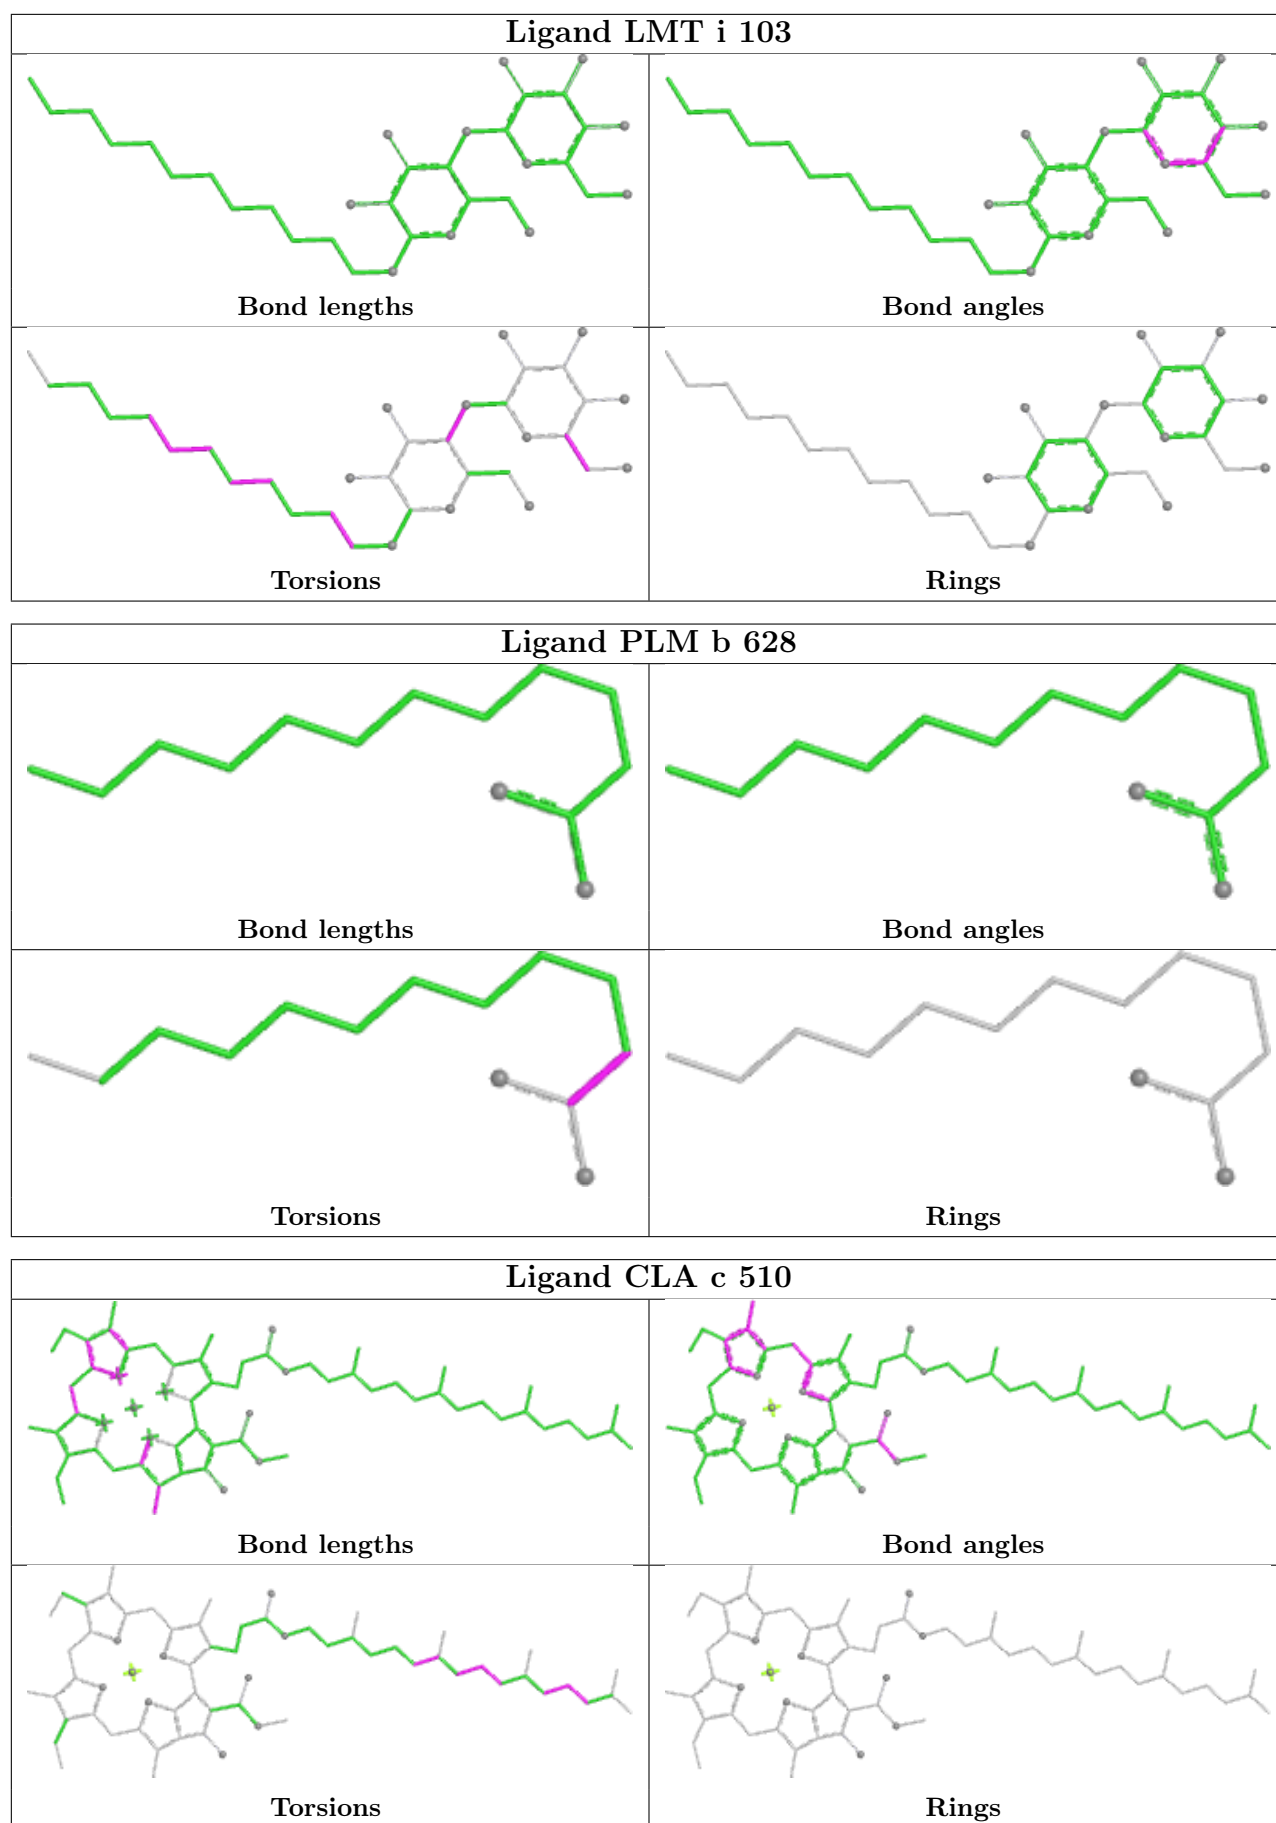 Ligand LMT i 103
Bond lengths
Bond angles
Torsions
Rings
Ligand PLM b 628
Bond lengths
Bond angles
Torsions
Rings
Ligand CLA c 510
Bond lengths
Bond angles
Torsions
Rings